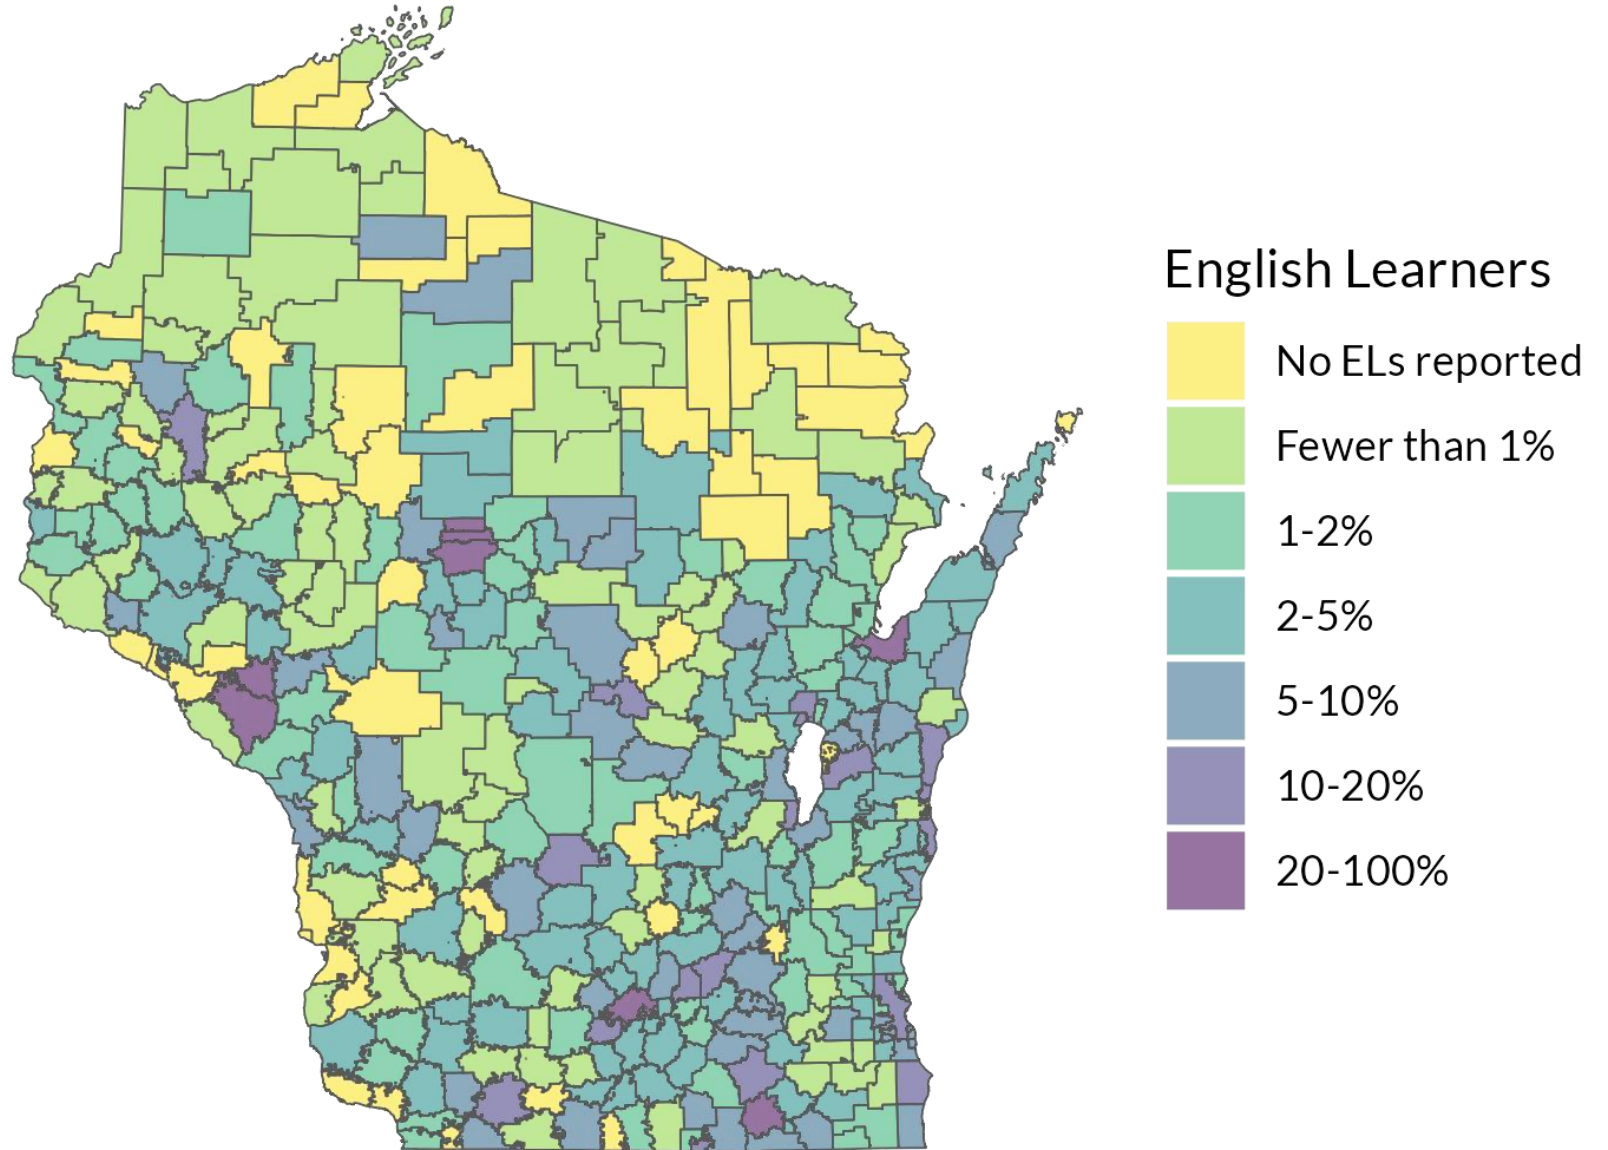 English Learners
No ELs reported
Fewer than 1%
1-2%
2-5%
5-10%
10-20%
20-100%